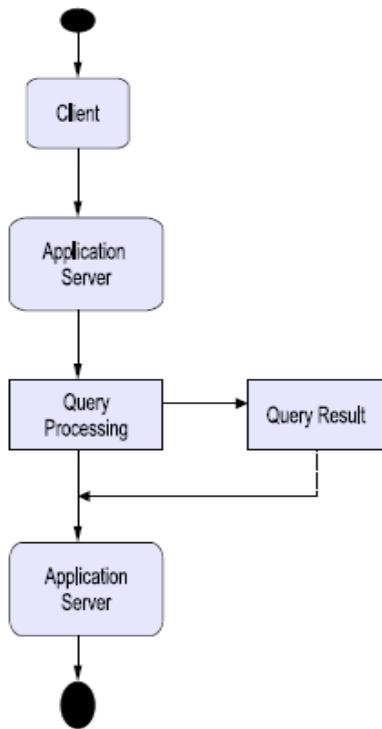 Client
Application
Server
Query
Processing
Query Result
Application
Server